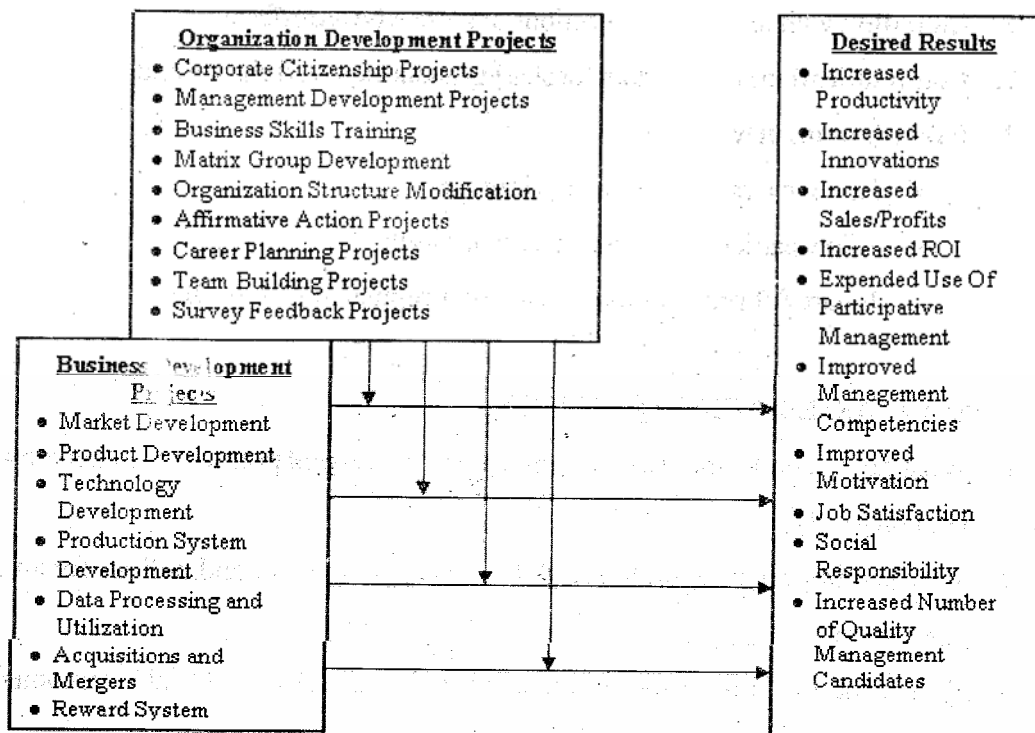 Organization Development Projects
• Corporate Citizenship Projects
• Management Development Projects
• Business Skills Training
• Matrix Group Development
• Organization Structure Modification
• Affirmative Action Projects
• Career Planning Projects
• Team Building Projects
• Survey Feedback Projects
Business Development
Projects
• Market Development
• Product Development
• Technology
Development
• Production System
Development
• Data Processing and
Utilization
• Acquisitions and
Mergers
• Reward System
Desired Results
• Increased
Productivity
• Increased
Innovations
• Increased
Sales/Profits
• Increased ROI
• Expended Use Of
Participative
Management
• Improved
Management
Competencies
• Improved
Motivation
• Job Satisfaction
• Social
Responsibility
• Increased Number
of Quality
Management
Candidates